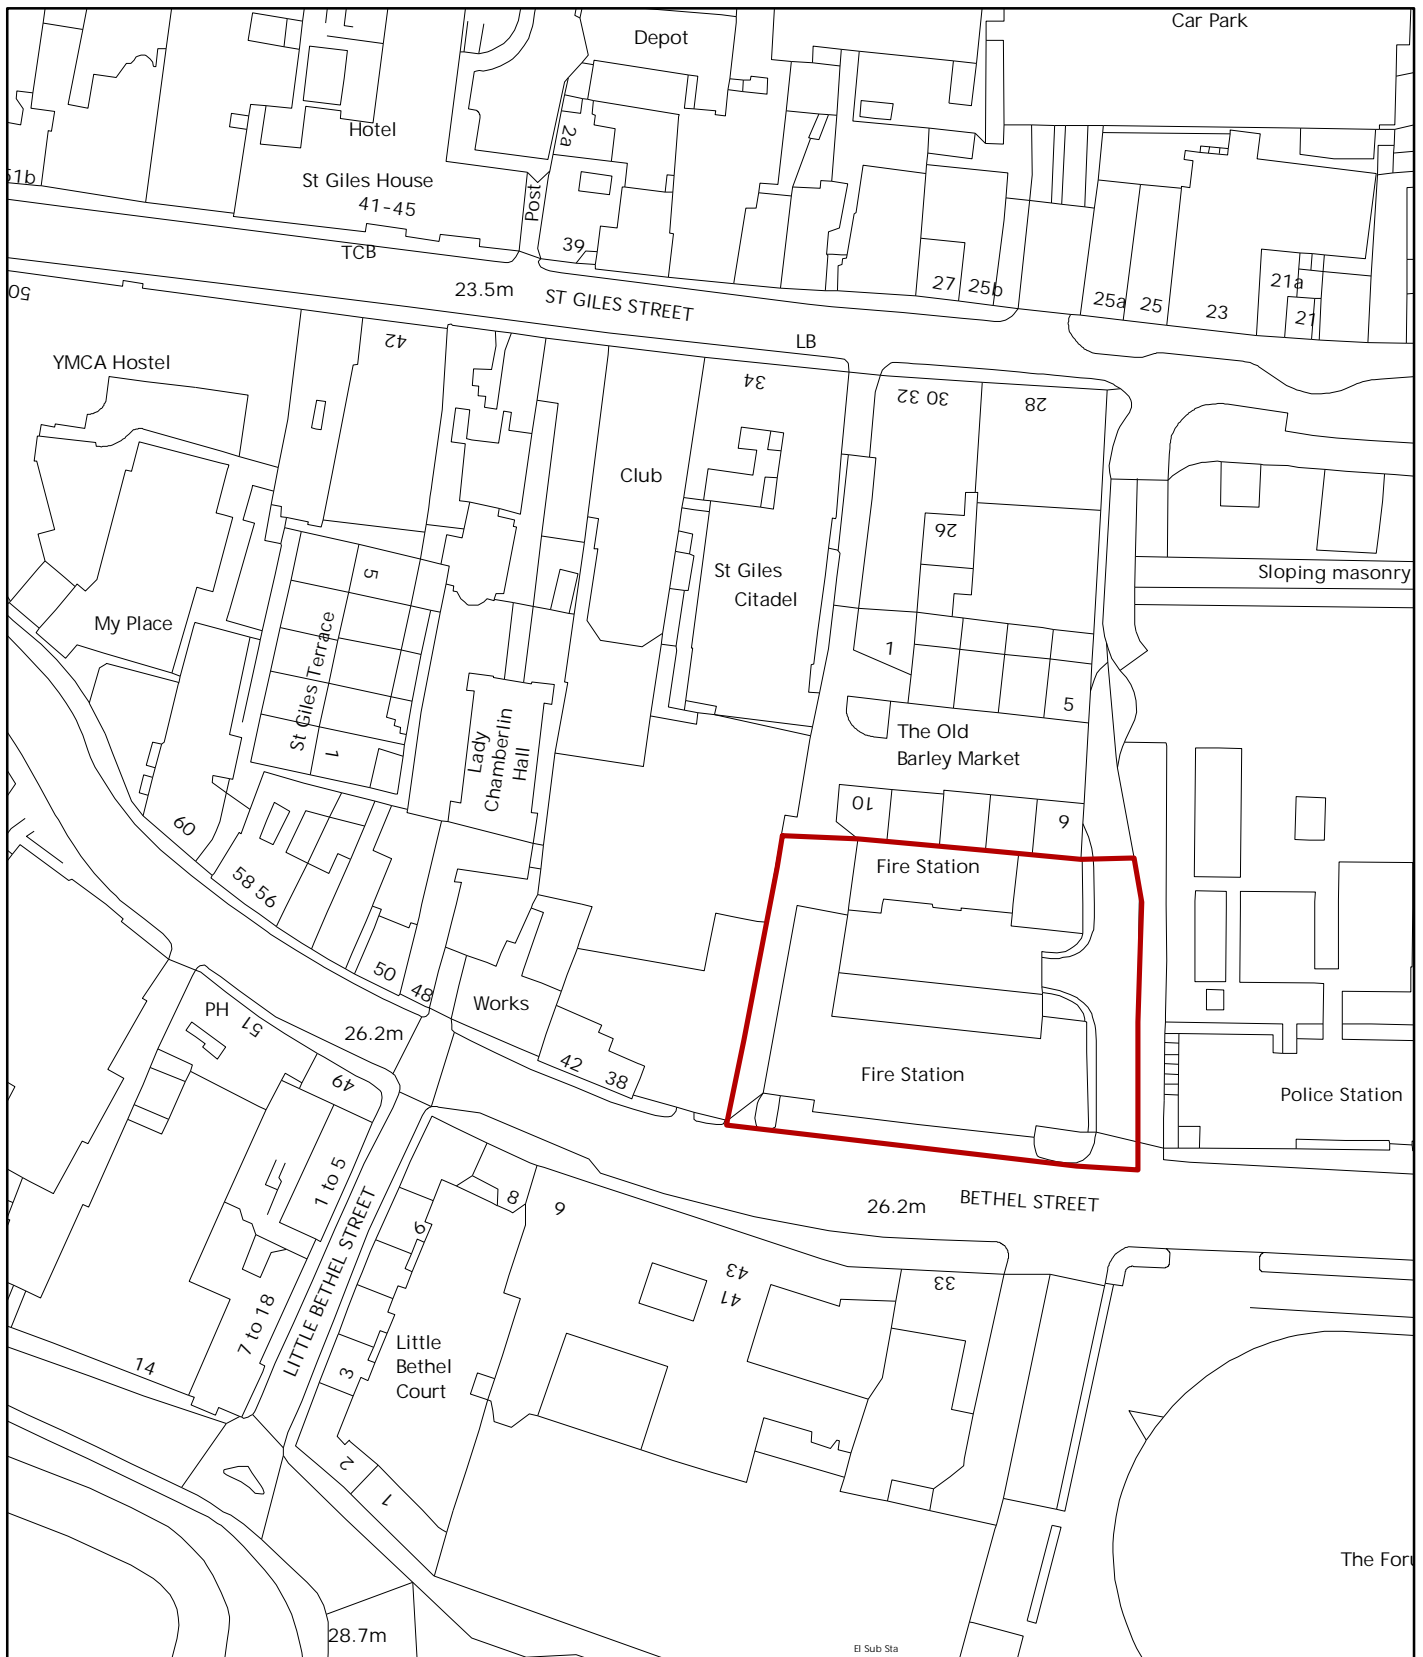 Car Park
Depot
Hotel
2a
St Giles House
41-45
51b
Post
39
TCB
23.5m
ST GILES STREET
27
25b
25a
25
23
21a
21
50
LB
42
YMCA Hostel
34
30 32
28
Club
26
St Giles
Citadel
Sloping masonry
5
My Place
St Giles Terrace
1
1
5
The Old
Barley Market
Lady
Chamberlin
Hall
10
9
60
58 56
Fire Station
50
48
Works
PH
51
26.2m
42
38
49
Fire Station
Police Station
1 to 5
LITTLE BETHEL STREET
8
9
6
26.2m
BETHEL STREET
43
41
33
7 to 18
14
3
Little
Bethel
Court
2
1
The For
28.7m
El Sub Sta